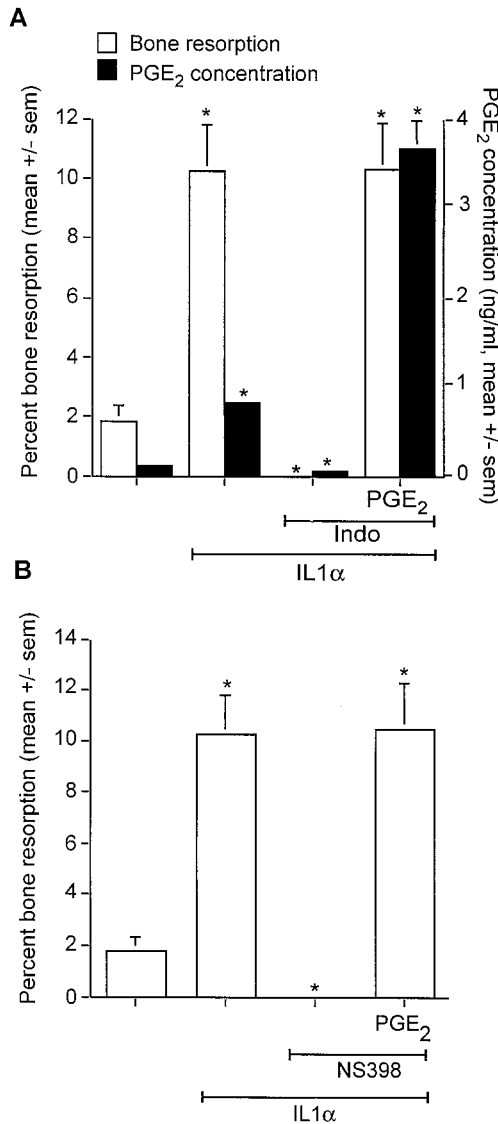 A
Bone resorption
PGE2 concentration
Percent bone resorption (mean +/- sem)
12
10
8
6
4
2
0
* * *
*
* *
4
3
2
1
0
PGE2 concentration (ng/ml, mean +/- sem)
PGE2
Indo
IL1α
B
Percent bone resorption (mean +/- sem)
14
12
10
8
6
4
2
0
* *
*
PGE2
NS398
IL1α